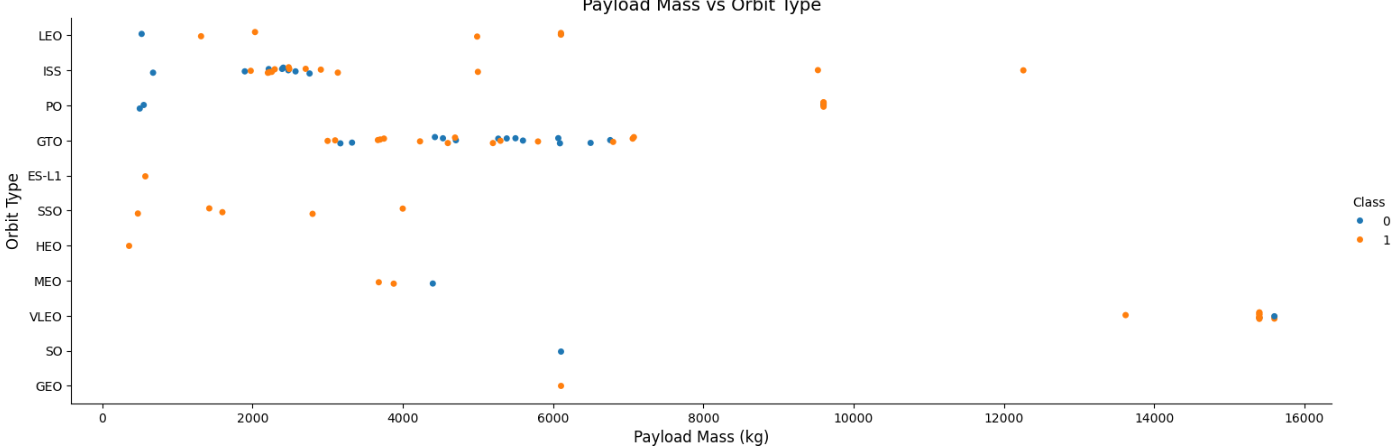 Payload Mass vs Orbit Type
LEO
ISS
PO
GTO
ES-L1
SSO
HEO
MEO
VLEO
SO
GEO
Orbit Type
0 2000 4000 6000 8000 10000 12000 14000 16000
Payload Mass (kg)
Class
0
1